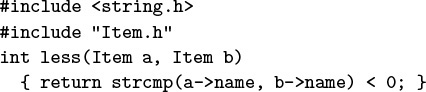 #include <string.h>
#include "Item.h"
int less(Item a, Item b)
  { return strcmp(a->name, b->name) < 0; }